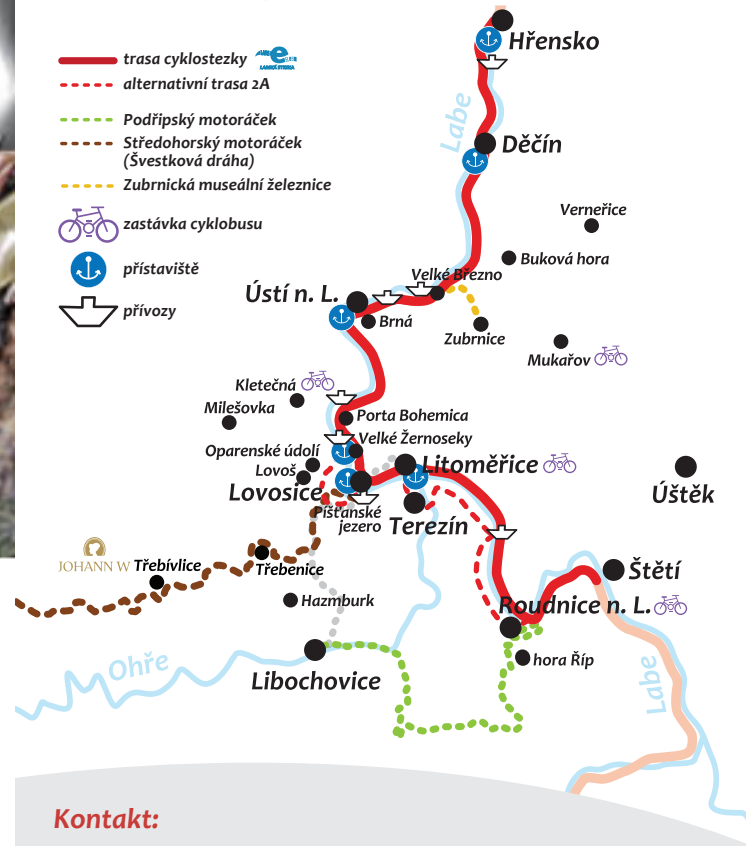 trasa cyklostezky
alternativní trasa 2A
Podřipský motoráček
Středohorský motoráček
(Švestková dráha)
Zubrnická museální železnice
zastávka cyklobusu
přístaviště
přívozy
Hřensko
Labe
Děčín
Verneřice
Buková hora
Velké Březno
Ústí n. L.
Brná
Zubrnice
Mukařov
Kletečná
Milešovka
Porta Bohemica
Velké Žernoseky
Oparenské údolí
Lovoš
Litoměřice
Lovosice
Úštěk
Píšťanské
jezero
Terezín
JOHANN W
Třebívlice
Třebenice
Štětí
Hazmburk
Roudnice n. L.
hora Říp
Ohře
Labe
Libochovice
Kontakt: